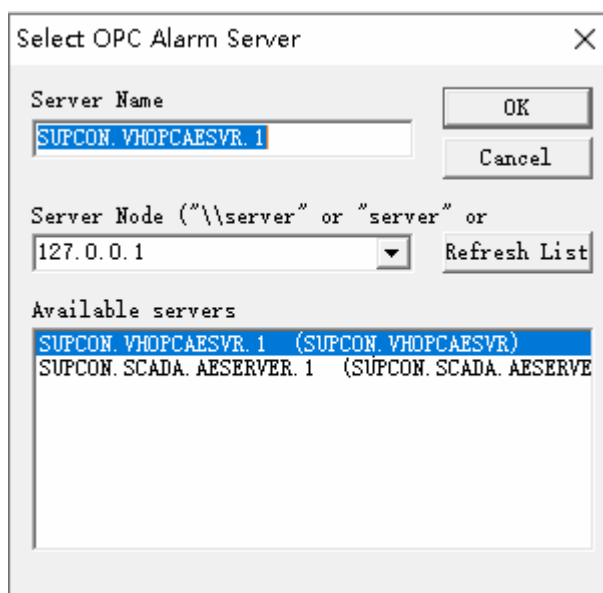 Select OPC Alarm Server
Server Name
OK
SUPCON.VHOPCAESVR.1
Cancel
Server Node ("\\server" or "server" or
127.0.0.1
Refresh List
Available servers
SUPCON.VHOPCAESVR.1 (SUPCON.VHOPCAESVR)
SUPCON.SCADA.AESERVER.1 (SUPCON.SCADA.AESERVE